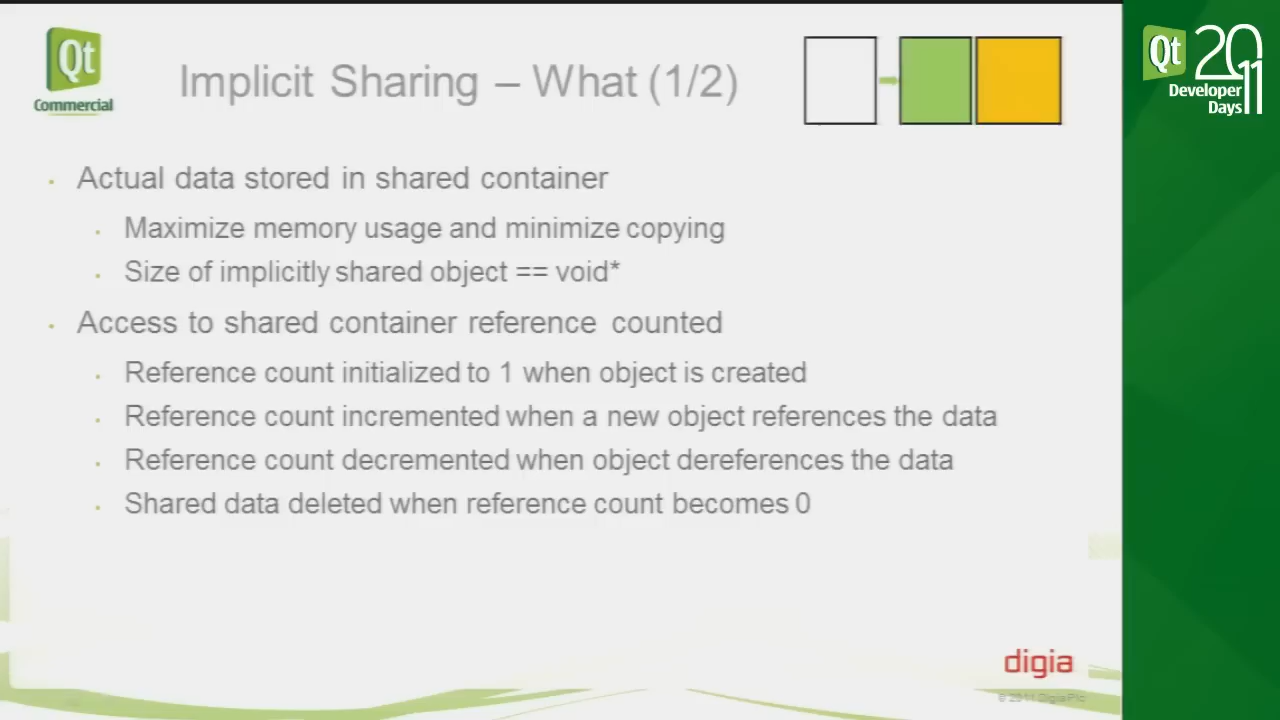 Qt
Commercial
Implicit Sharing – What (1/2)
Qt 2011
Developer
Days
· Actual data stored in shared container
· Maximize memory usage and minimize copying
· Size of implicitly shared object == void*
· Access to shared container reference counted
· Reference count initialized to 1 when object is created
· Reference count incremented when a new object references the data
· Reference count decremented when object dereferences the data
· Shared data deleted when reference count becomes 0
digia
© 2011 Digia Plc